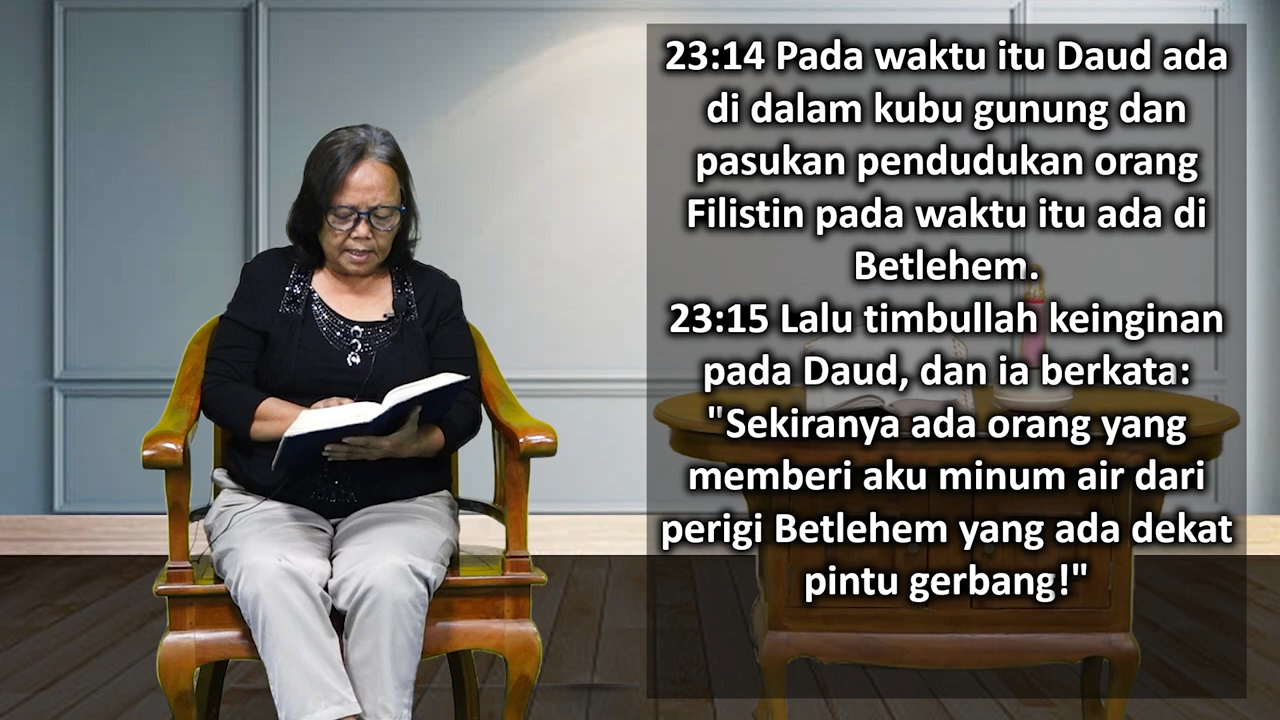 23:14 Pada waktu itu Daud ada
di dalam kubu gunung dan
pasukan pendudukan orang
Filistin pada waktu itu ada di
Betlehem.
23:15 Lalu timbullah keinginan
pada Daud, dan ia berkata:
"Sekiranya ada orang yang
memberi aku minum air dari
perigi Betlehem yang ada dekat
pintu gerbang!"